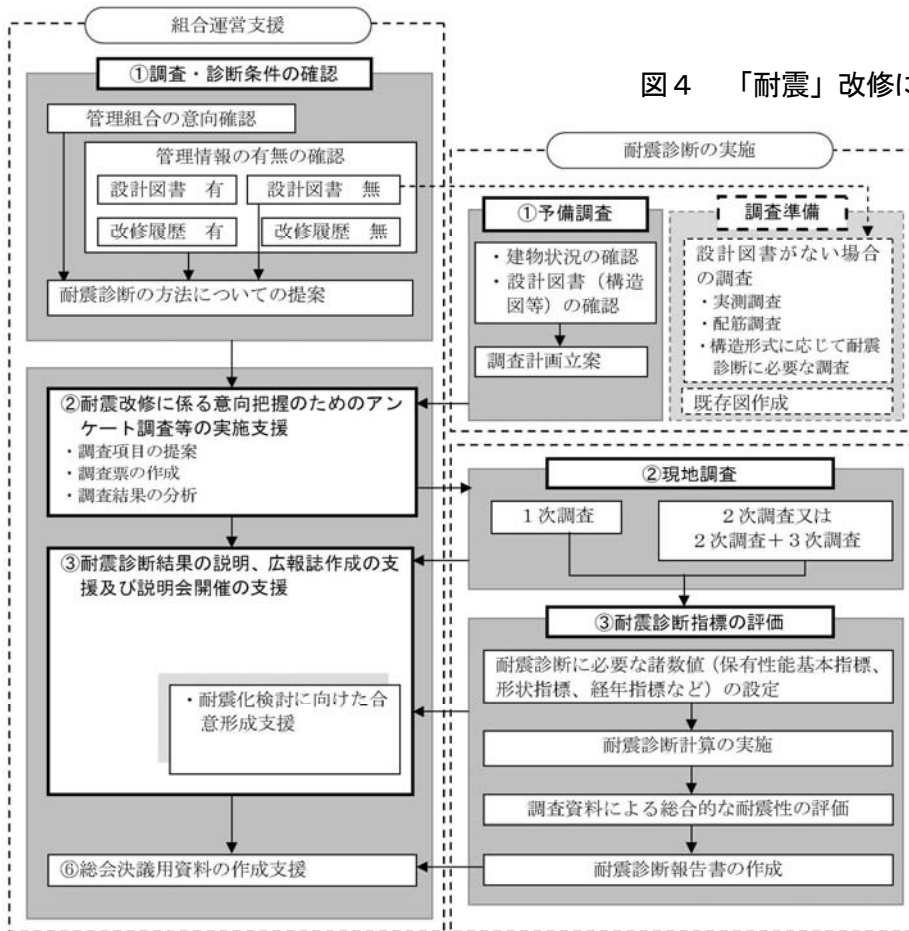 組合運営支援
①調査・診断条件の確認
管理組合の意向確認
管理情報の有無の確認
設計図書 有
設計図書 無
改修履歴 有
改修履歴 無
耐震診断の方法についての提案
②耐震改修に係る意向把握のためのアン
ケート調査等の実施支援
・調査項目の提案
・調査票の作成
・調査結果の分析
③耐震診断結果の説明、広報誌作成の支
援及び説明会開催の支援
・耐震化検討に向けた合
意形成支援
⑥総会決議用資料の作成支援
図4 「耐震」改修に
耐震診断の実施
①予備調査
・建物状況の確認
・設計図書(構造
図等)の確認
調査計画立案
調査準備
設計図書がない場合
の調査
・実測調査
・配筋調査
・構造形式に応じて耐震
診断に必要な調査
既存図作成
②現地調査
1次調査
2次調査又は
2次調査+3次調査
③耐震診断指標の評価
耐震診断に必要な諸数値(保有性能基本指標、
形状指標、経年指標など)の設定
耐震診断計算の実施
調査資料による総合的な耐震性の評価
耐震診断報告書の作成